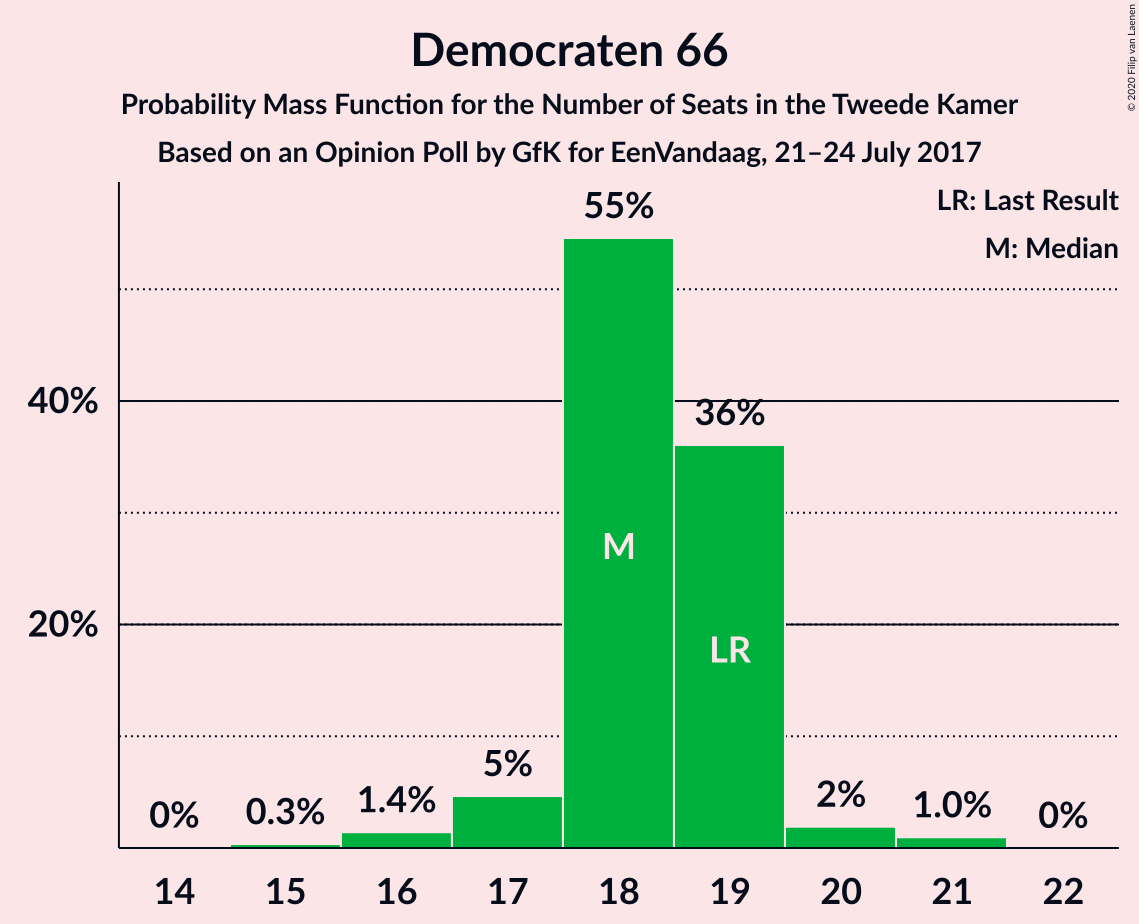 Democraten 66
Probability Mass Function for the Number of Seats in the Tweede Kamer
Based on an Opinion Poll by GfK for EenVandaag, 21–24 July 2017
© 2020 Filip van Laenen
LR: Last Result
M: Median
55%
40%
36%
M
20%
LR
5%
0%
0.3%
1.4%
2%
1.0%
0%
14 15 16 17 18 19 20 21 22